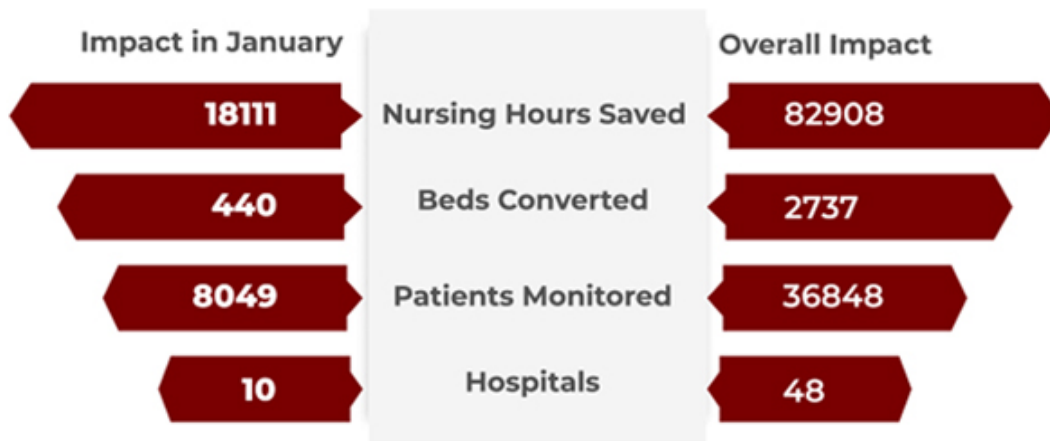 Impact in January
Overall Impact
18111 Nursing Hours Saved 82908
440 Beds Converted 2737
8049 Patients Monitored 36848
10 Hospitals 48